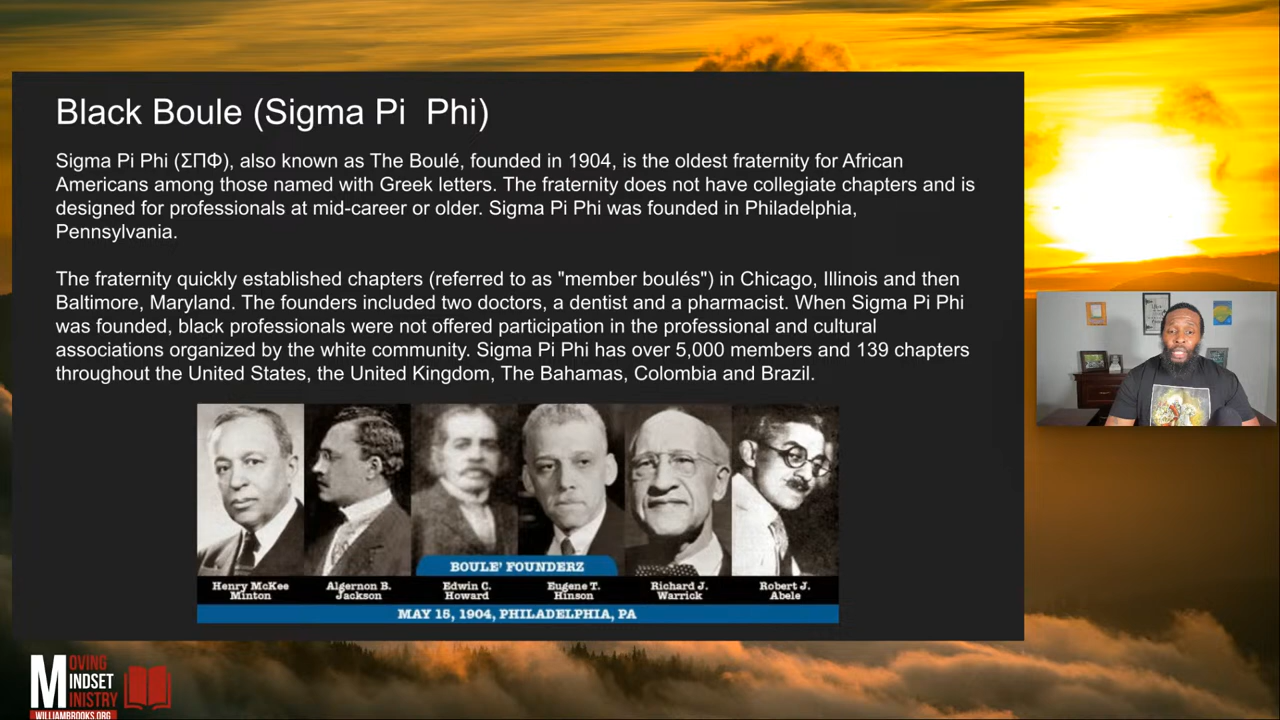 Black Boule (Sigma Pi Phi)
Sigma Pi Phi (ΣΠΦ), also known as The Boulé, founded in 1904, is the oldest fraternity for African
Americans among those named with Greek letters. The fraternity does not have collegiate chapters and is
designed for professionals at mid-career or older. Sigma Pi Phi was founded in Philadelphia,
Pennsylvania.
The fraternity quickly established chapters (referred to as "member boulés") in Chicago, Illinois and then
Baltimore, Maryland. The founders included two doctors, a dentist and a pharmacist. When Sigma Pi Phi
was founded, black professionals were not offered participation in the professional and cultural
associations organized by the white community. Sigma Pi Phi has over 5,000 members and 139 chapters
throughout the United States, the United Kingdom, The Bahamas, Colombia and Brazil.
BOULE' FOUNDERZ
Henry McKee
Minton
Algernon B.
Jackson
Edwin C.
Howard
Eugene T.
Hinson
Richard J.
Warrick
Robert J.
Abele
MAY 15, 1904, PHILADELPHIA, PA
MOVING
MINDSET
MINISTRY
WILLIAMBROOKS.ORG